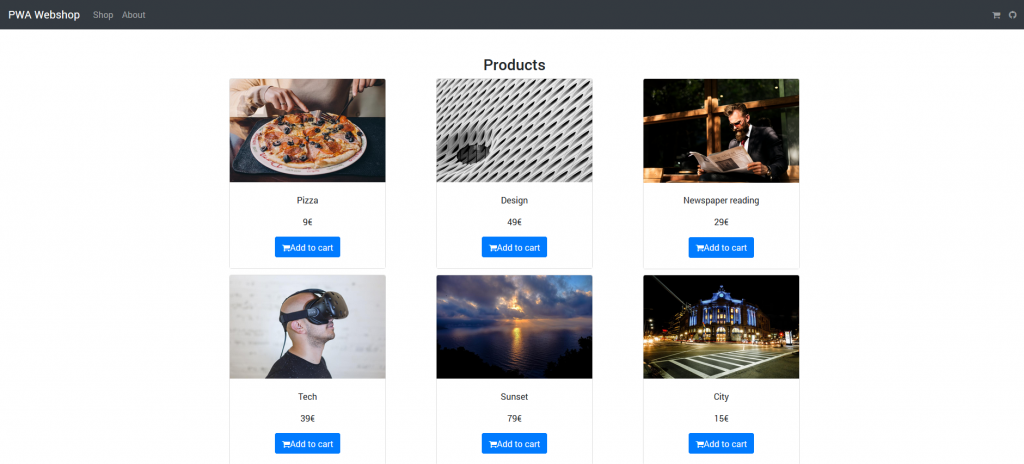 PWA Webshop Shop About
Products
Pizza
9€
Add to cart
Design
49€
Add to cart
Newspaper reading
29€
Add to cart
Tech
39€
Add to cart
Sunset
79€
Add to cart
City
15€
Add to cart